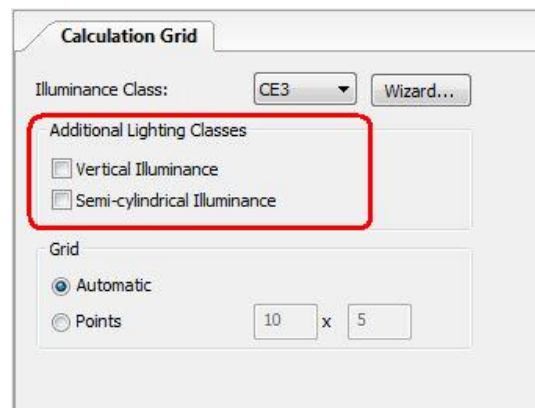 Calculation Grid
Illuminance Class: CE3 Wizard...
Additional Lighting Classes
Vertical Illuminance
Semi-cylindrical Illuminance
Grid
Automatic
Points 10 x 5